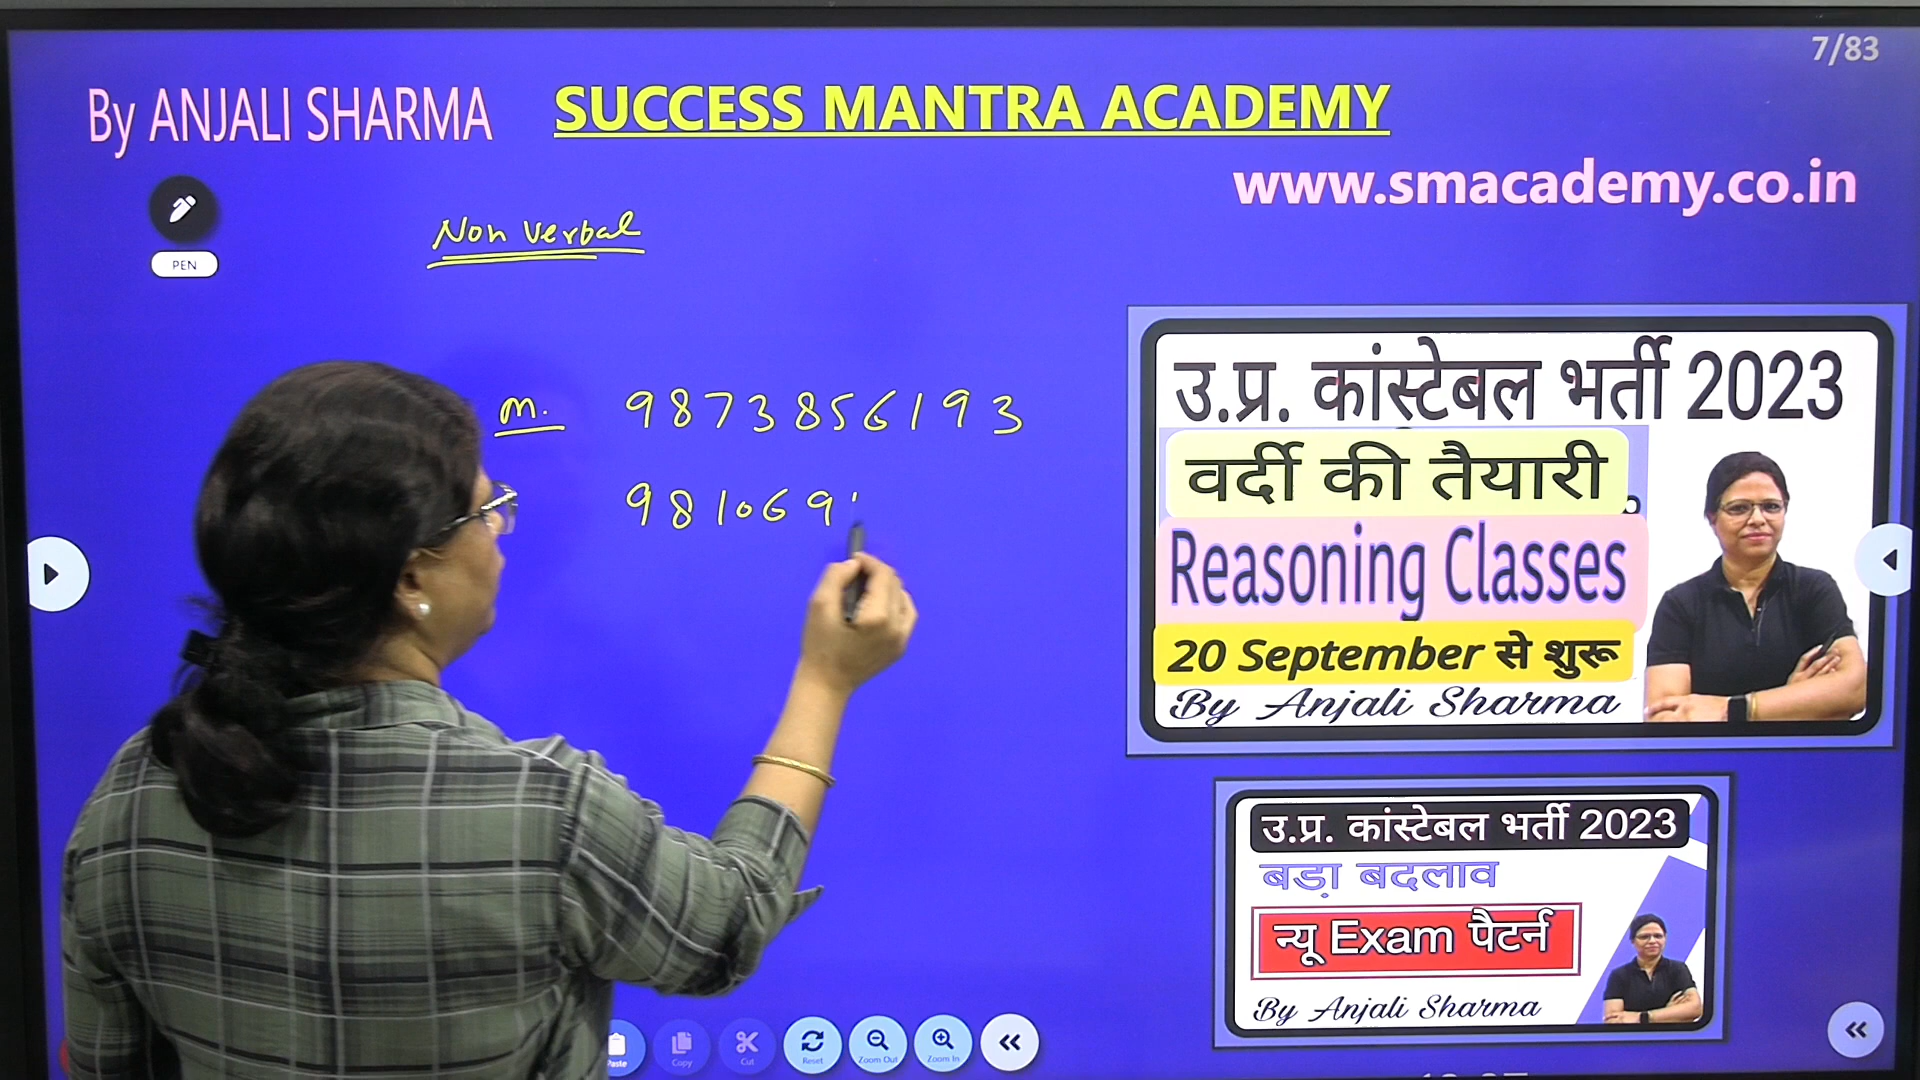 7/83
By ANJALI SHARMA
SUCCESS MANTRA ACADEMY
www.smacademy.co.in
PEN
Non Verbal
m. 9873856193
981069
उ.प्र. कांस्टेबल भर्ती 2023
वर्दी की तैयारी
Reasoning Classes
20 September से शुरू
By Anjali Sharma
उ.प्र. कांस्टेबल भर्ती 2023
बड़ा बदलाव
न्यू Exam पैटर्न
By Anjali Sharma
Paste
Copy
Cut
Reset
Zoom Out
Zoom In